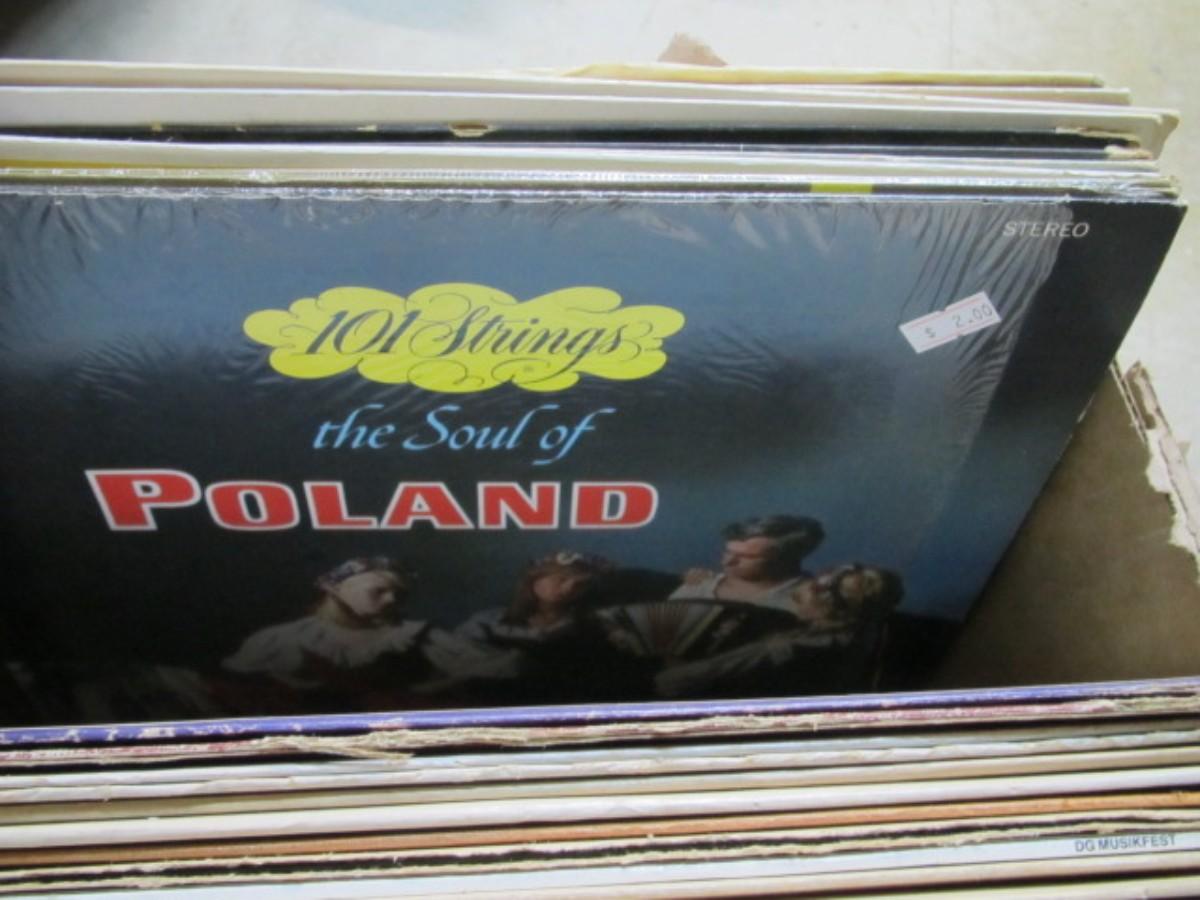 STEREO
101 Strings
$ 2.00
the Soul of
POLAND
DG MUSIKFEST